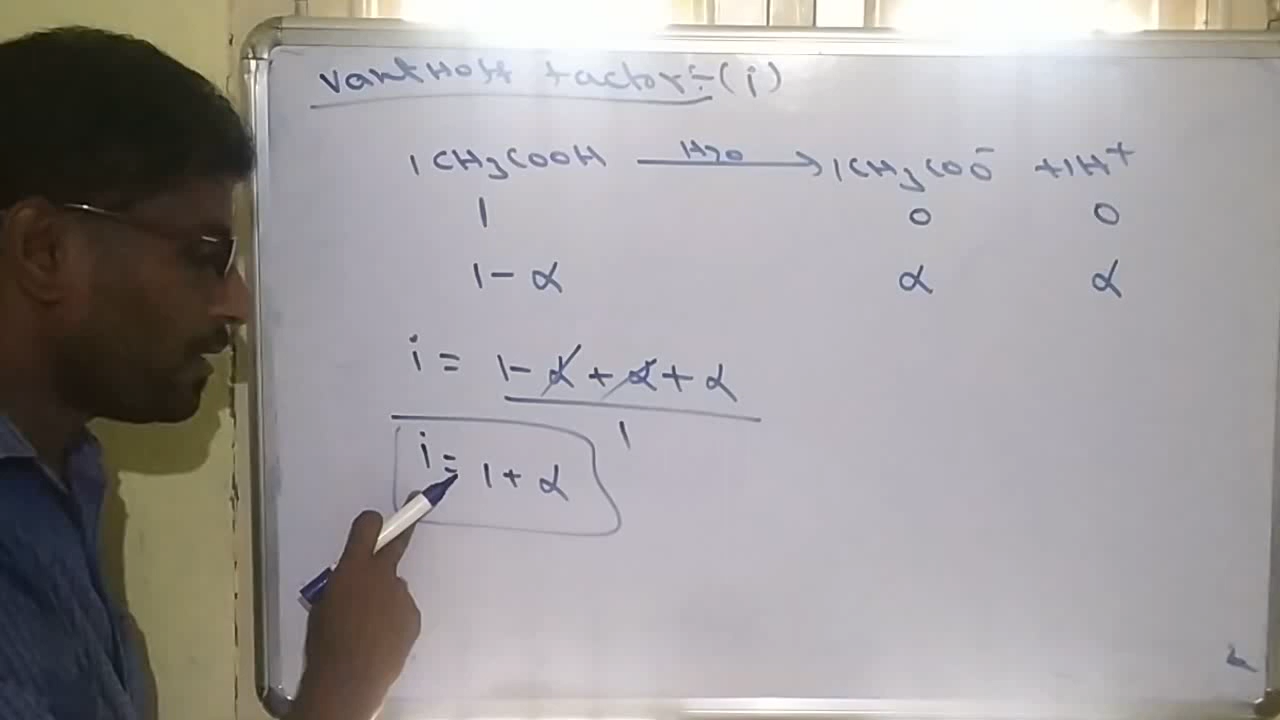 Vant Hoff factor:-(i)
1CH₃COOH —H₂O→ 1CH₃COO⁻ +1H⁺
1 0 0
1-α α α
i = 1-α+α+α
1
i = 1+α